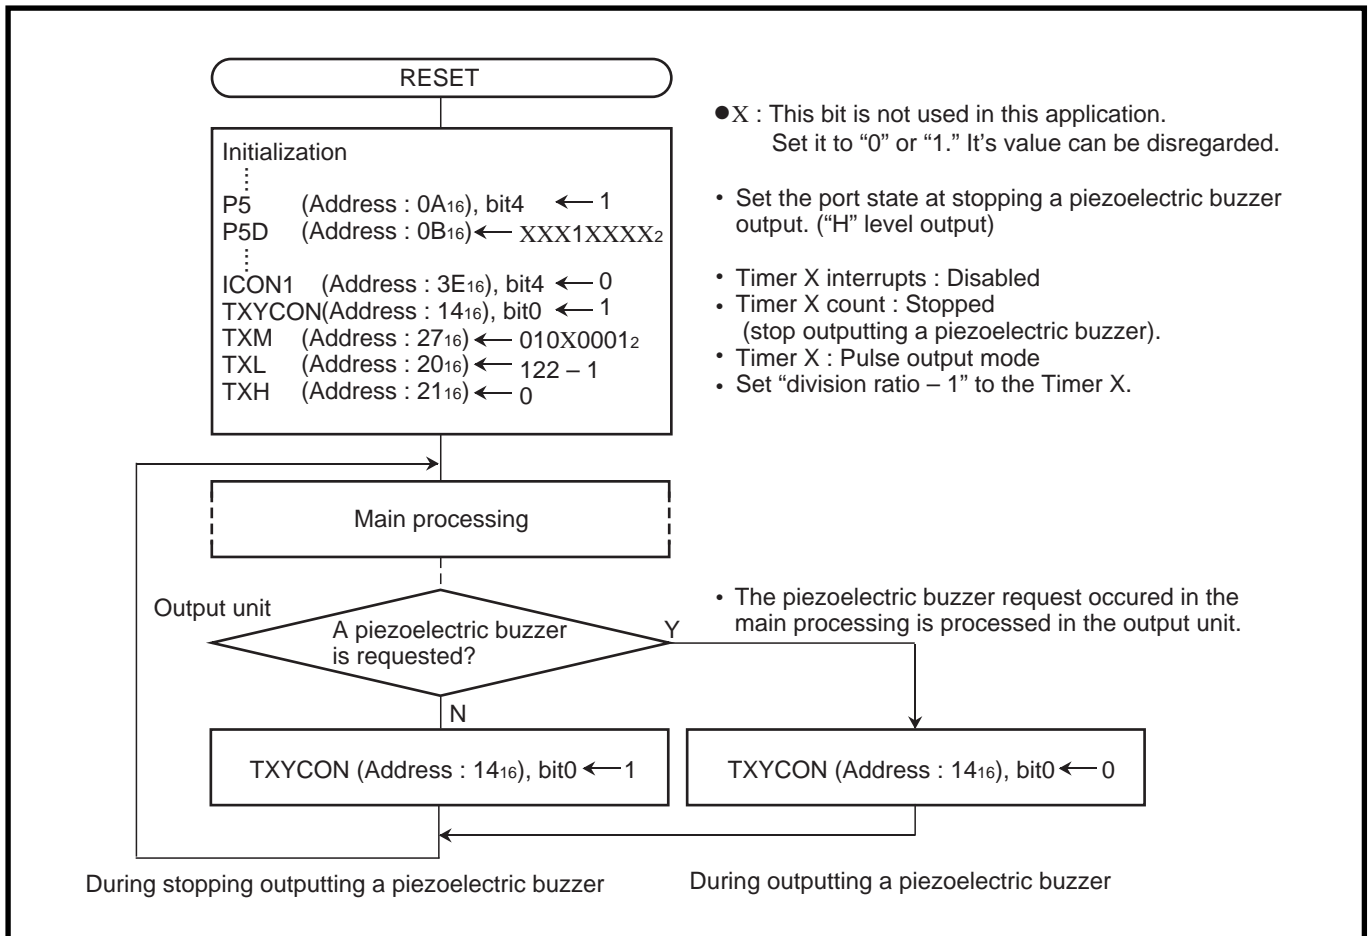 RESET
Initialization
P5 (Address : 0A16), bit4 ← 1
P5D (Address : 0B16) ← XXX1XXXX2
ICON1 (Address : 3E16), bit4 ← 0
TXYCON(Address : 1416), bit0 ← 1
TXM (Address : 2716) ← 010X00012
TXL (Address : 2016) ← 122 – 1
TXH (Address : 2116) ← 0
●X : This bit is not used in this application.
Set it to “0” or “1.” It’s value can be disregarded.
• Set the port state at stopping a piezoelectric buzzer
output. (“H” level output)
• Timer X interrupts : Disabled
• Timer X count : Stopped
(stop outputting a piezoelectric buzzer).
• Timer X : Pulse output mode
• Set “division ratio – 1” to the Timer X.
Main processing
Output unit
A piezoelectric buzzer
is requested?
Y
N
• The piezoelectric buzzer request occured in the
main processing is processed in the output unit.
TXYCON (Address : 1416), bit0 ← 1
TXYCON (Address : 1416), bit0 ← 0
During stopping outputting a piezoelectric buzzer
During outputting a piezoelectric buzzer